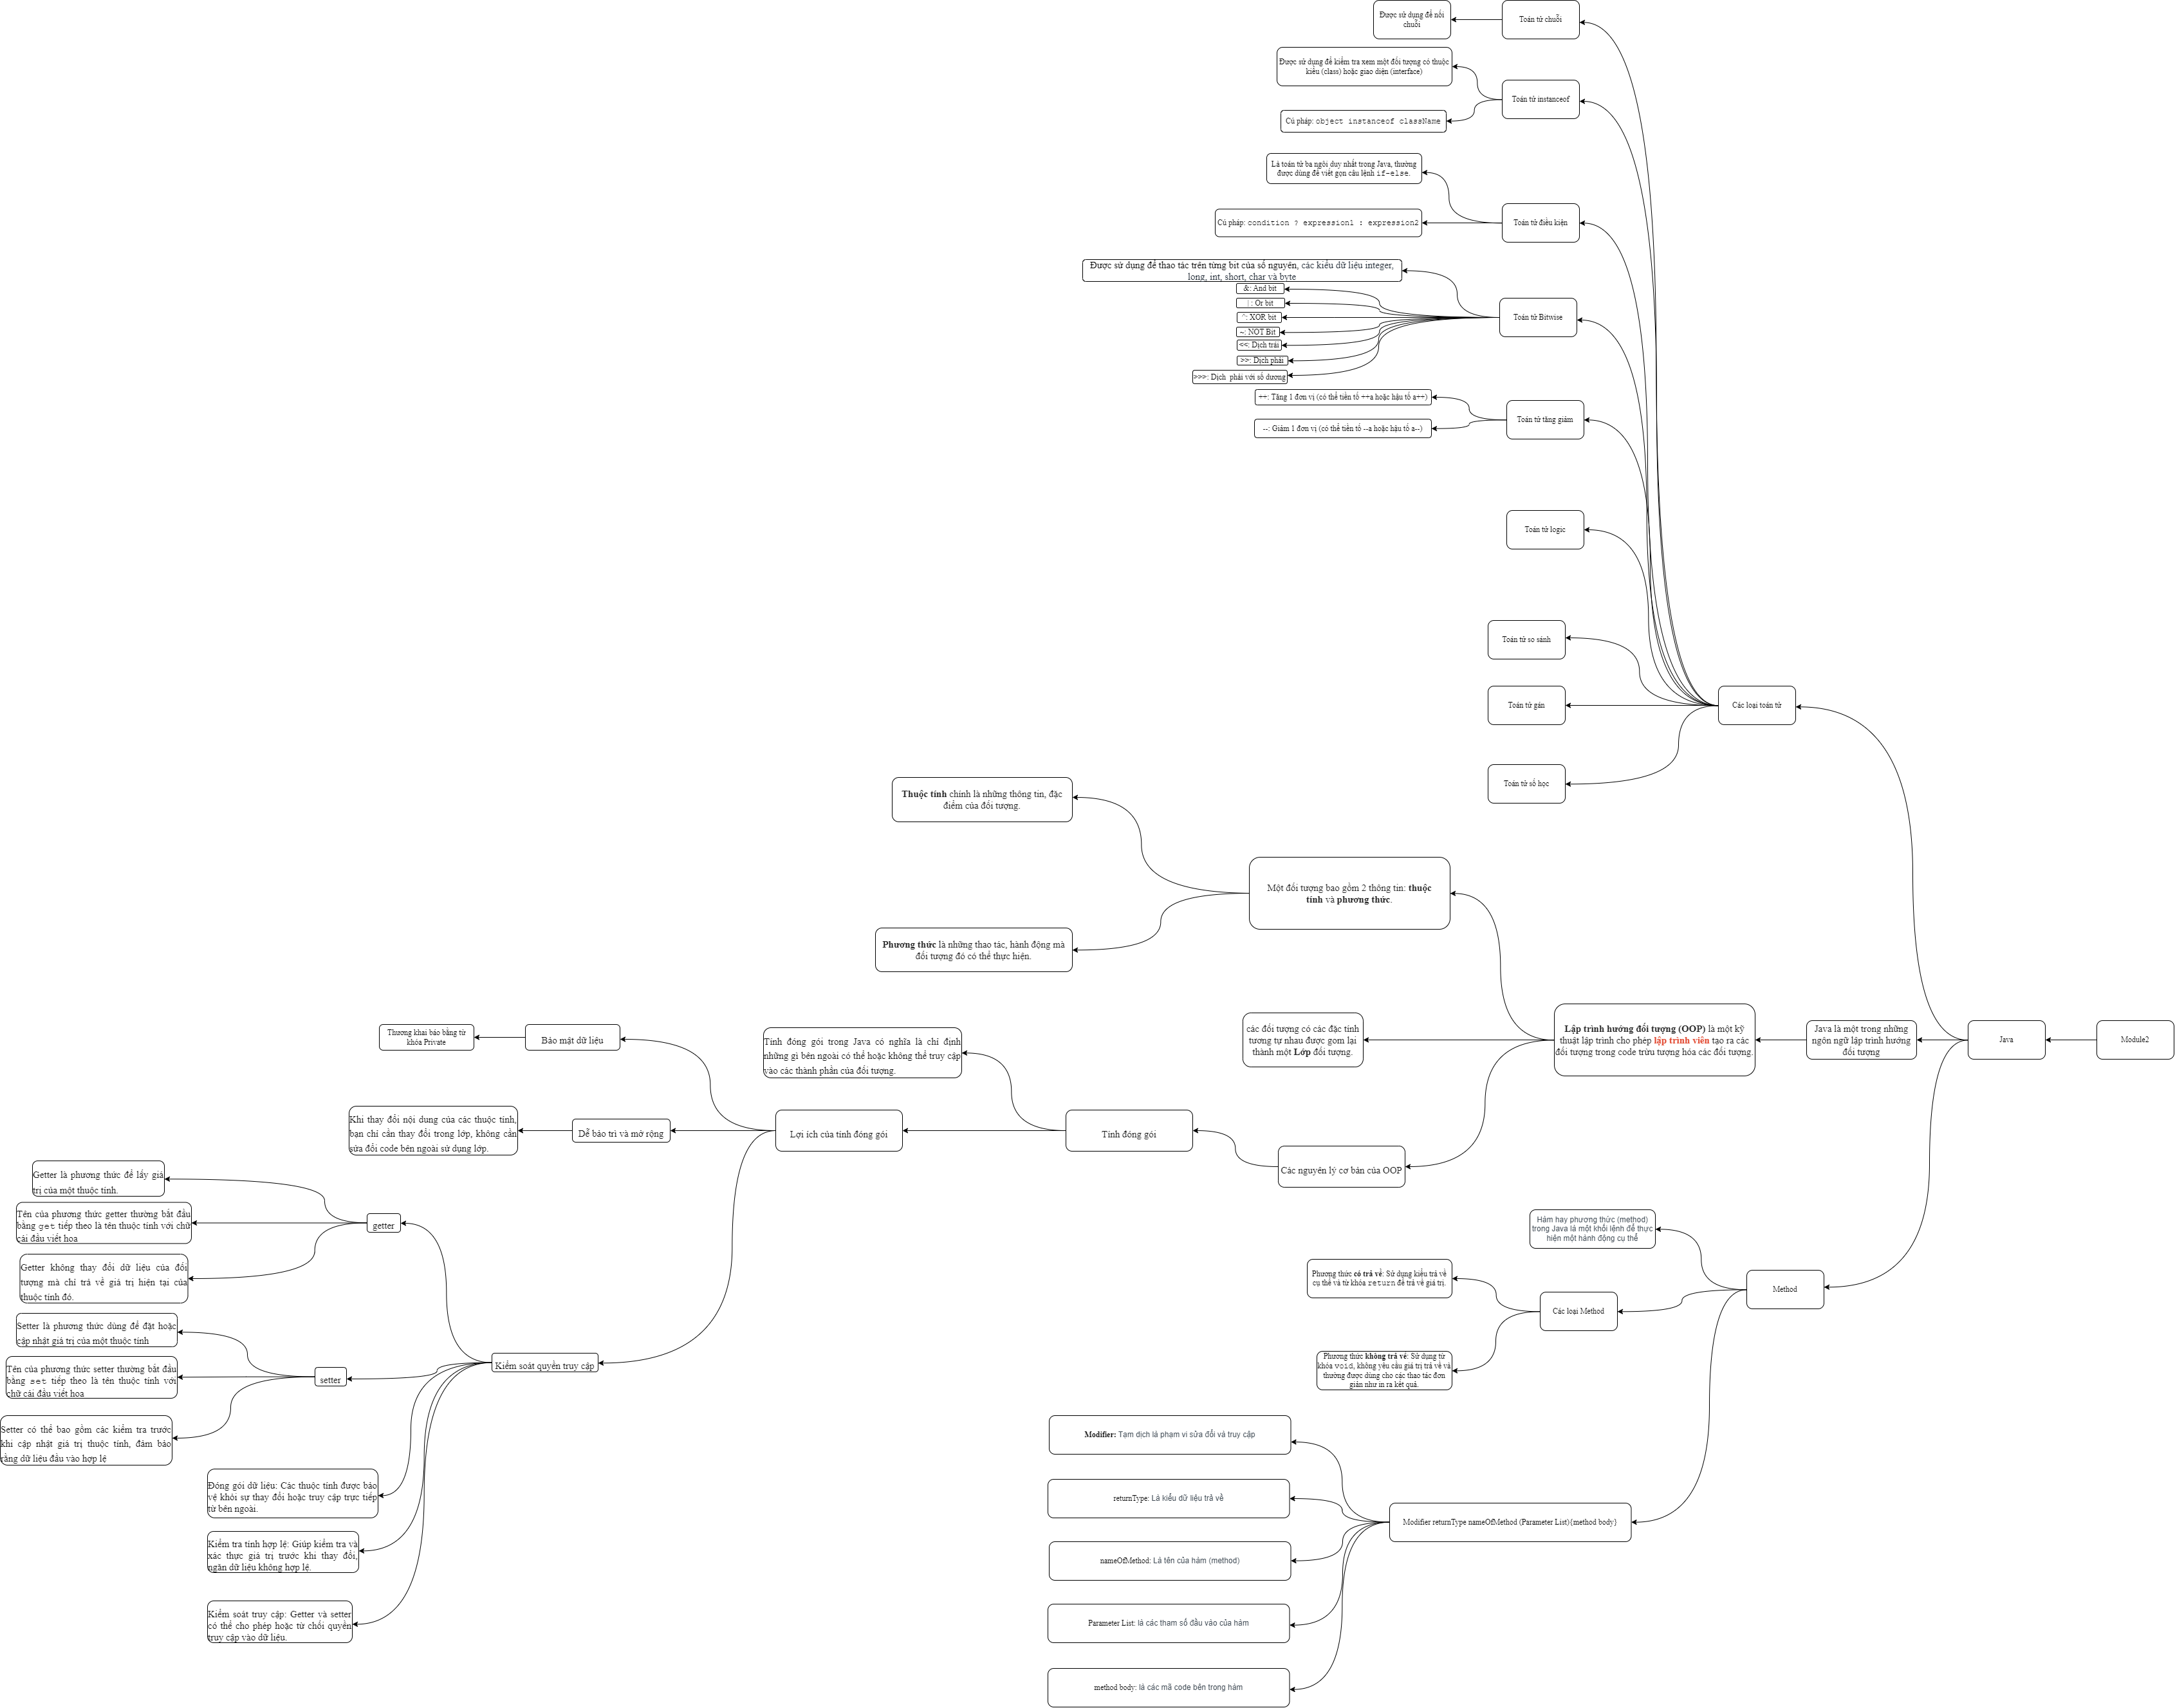 Được sử dụng để nối
chuỗi
Toán tử chuỗi
Được sử dụng để kiểm tra xem một đối tượng có thuộc
kiểu (class) hoặc giao diện (interface)
Toán tử instanceof
Cú pháp: object instanceof className
Là toán tử ba ngôi duy nhất trong Java, thường
được dùng để viết gọn câu lệnh if-else.
Cú pháp: condition ? expression1 : expression2
Toán tử điều kiện
Được sử dụng để thao tác trên từng bit của số nguyên, các kiểu dữ liệu integer,
long, int, short, char và byte
&: And bit
| : Or bit
^: XOR bit
~: NOT Bit
<<: Dịch trái
>>: Dịch phải
>>>: Dịch phải với số dương
Toán tử Bitwise
++: Tăng 1 đơn vị (có thể tiền tố ++a hoặc hậu tố a++)
--: Giảm 1 đơn vị (có thể tiền tố --a hoặc hậu tố a--)
Toán tử tăng giảm
Toán tử logic
Toán tử so sánh
Toán tử gán
Toán tử số học
Các loại toán tử
Thuộc tính chính là những thông tin, đặc
điểm của đối tượng.
Một đối tượng bao gồm 2 thông tin: thuộc
tính và phương thức.
Phương thức là những thao tác, hành động mà
đối tượng đó có thể thực hiện.
các đối tượng có các đặc tính
tương tự nhau được gom lại
thành một Lớp đối tượng.
Lập trình hướng đối tượng (OOP) là một kỹ
thuật lập trình cho phép lập trình viên tạo ra các
đối tượng trong code trừu tượng hóa các đối tượng.
Java là một trong những
ngôn ngữ lập trình hướng
đối tượng
Java
Module2
Thường khai báo bằng từ
khóa Private
Bảo mật dữ liệu
Tính đóng gói trong Java có nghĩa là chỉ định
những gì bên ngoài có thể hoặc không thể truy cập
vào các thành phần của đối tượng.
Khi thay đổi nội dung của các thuộc tính,
bạn chỉ cần thay đổi trong lớp, không cần
sửa đổi code bên ngoài sử dụng lớp.
Dễ bảo trì và mở rộng
Lợi ích của tính đóng gói
Tính đóng gói
Các nguyên lý cơ bản của OOP
Getter là phương thức để lấy giá
trị của một thuộc tính.
Tên của phương thức getter thường bắt đầu
bằng get tiếp theo là tên thuộc tính với chữ
cái đầu viết hoa
Getter không thay đổi dữ liệu của đối
tượng mà chỉ trả về giá trị hiện tại của
thuộc tính đó.
getter
Setter là phương thức dùng để đặt hoặc
cập nhật giá trị của một thuộc tính
Tên của phương thức setter thường bắt đầu
bằng set tiếp theo là tên thuộc tính với
chữ cái đầu viết hoa
Setter có thể bao gồm các kiểm tra trước
khi cập nhật giá trị thuộc tính, đảm bảo
rằng dữ liệu đầu vào hợp lệ
setter
Kiểm soát quyền truy cập
Đóng gói dữ liệu: Các thuộc tính được bảo
vệ khỏi sự thay đổi hoặc truy cập trực tiếp
từ bên ngoài.
Kiểm tra tính hợp lệ: Giúp kiểm tra và
xác thực giá trị trước khi thay đổi,
ngăn dữ liệu không hợp lệ.
Kiểm soát truy cập: Getter và setter
có thể cho phép hoặc từ chối quyền
truy cập vào dữ liệu.
Hàm hay phương thức (method)
trong Java là một khối lệnh để thực
hiện một hành động cụ thể
Phương thức có trả về: Sử dụng kiểu trả về
cụ thể và từ khóa return để trả về giá trị.
Các loại Method
Method
Phương thức không trả về: Sử dụng từ
khóa void, không yêu cầu giá trị trả về và
thường được dùng cho các thao tác đơn
giản như in ra kết quả.
Modifier: Tạm dịch là phạm vi sửa đổi và truy cập
returnType: Là kiểu dữ liệu trả về
Modifier returnType nameOfMethod (Parameter List){method body}
nameOfMethod: Là tên của hàm (method)
Parameter List: là các tham số đầu vào của hàm
method body: là các mã code bên trong hàm